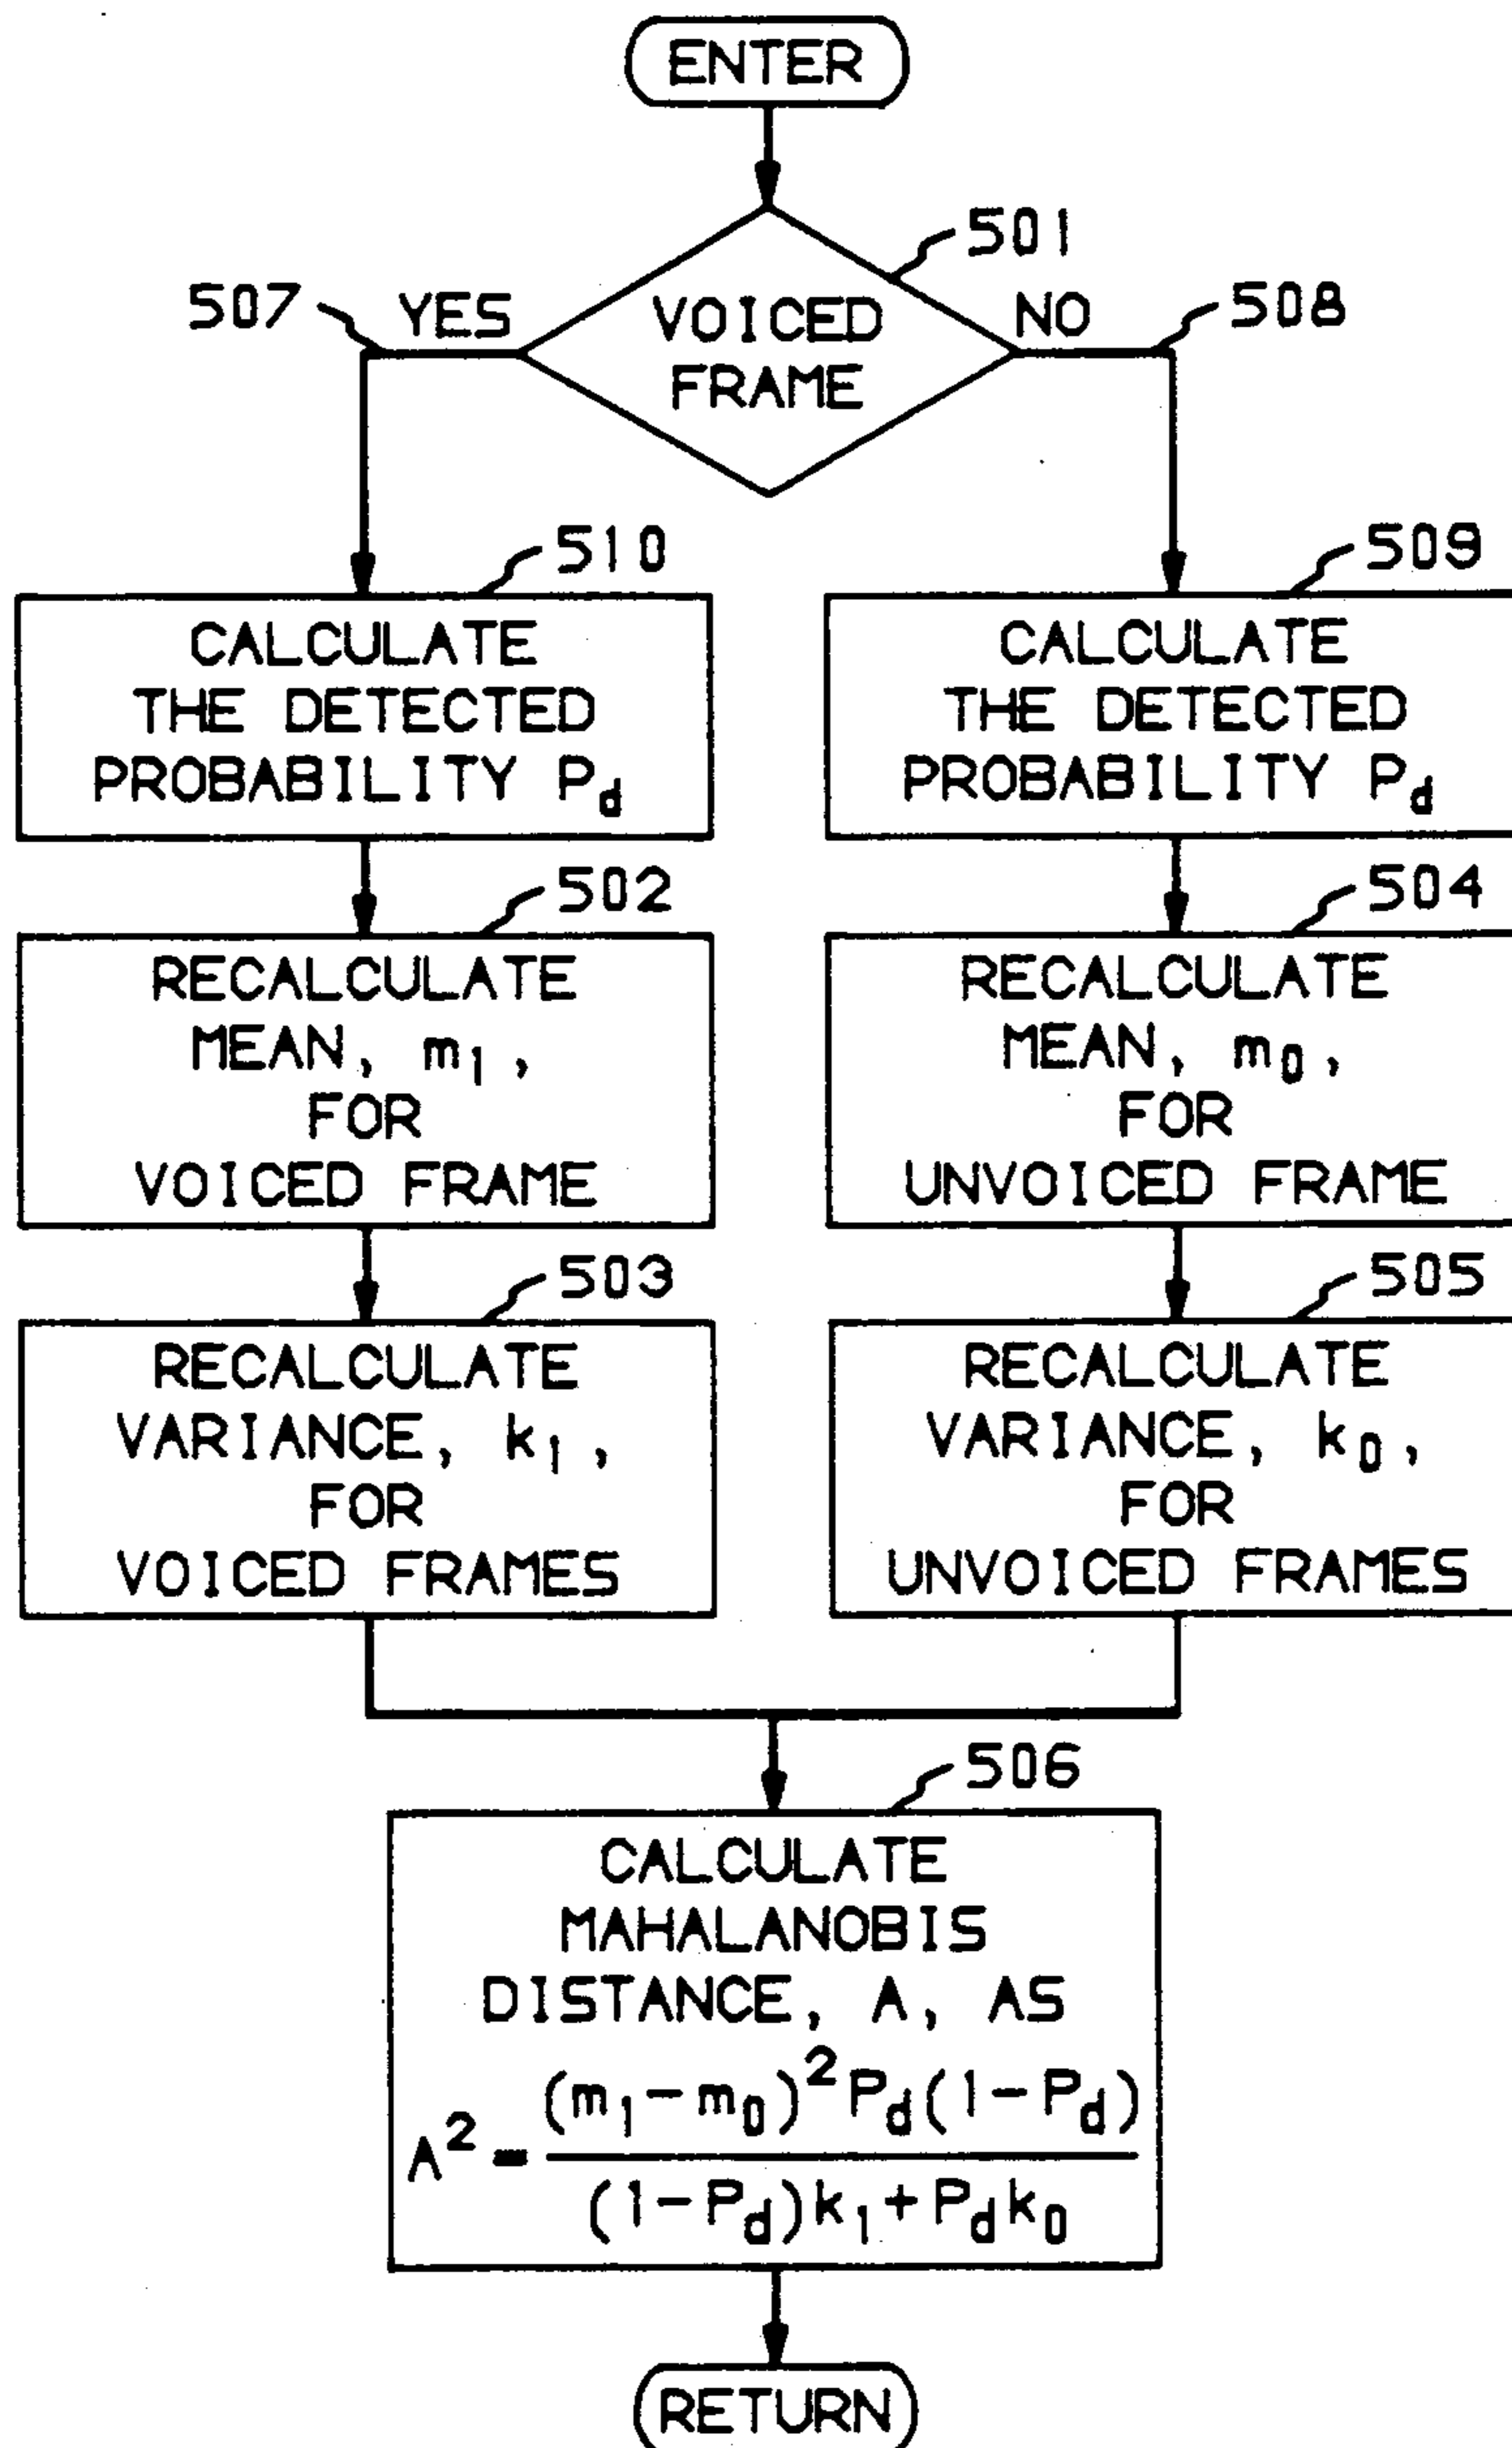 ENTER
501
VOICED
FRAME
507
YES
NO
508
510
CALCULATE
THE DETECTED
PROBABILITY P_d
509
CALCULATE
THE DETECTED
PROBABILITY P_d
502
RECALCULATE
MEAN, m_1,
FOR
VOICED FRAME
504
RECALCULATE
MEAN, m_0,
FOR
UNVOICED FRAME
503
RECALCULATE
VARIANCE, k_1,
FOR
VOICED FRAMES
505
RECALCULATE
VARIANCE, k_0,
FOR
UNVOICED FRAMES
506
CALCULATE
MAHALANOBIS
DISTANCE, A, AS
A^2 = (m_1-m_0)^2 P_d(1-P_d) / (1-P_d)k_1+P_d k_0
RETURN